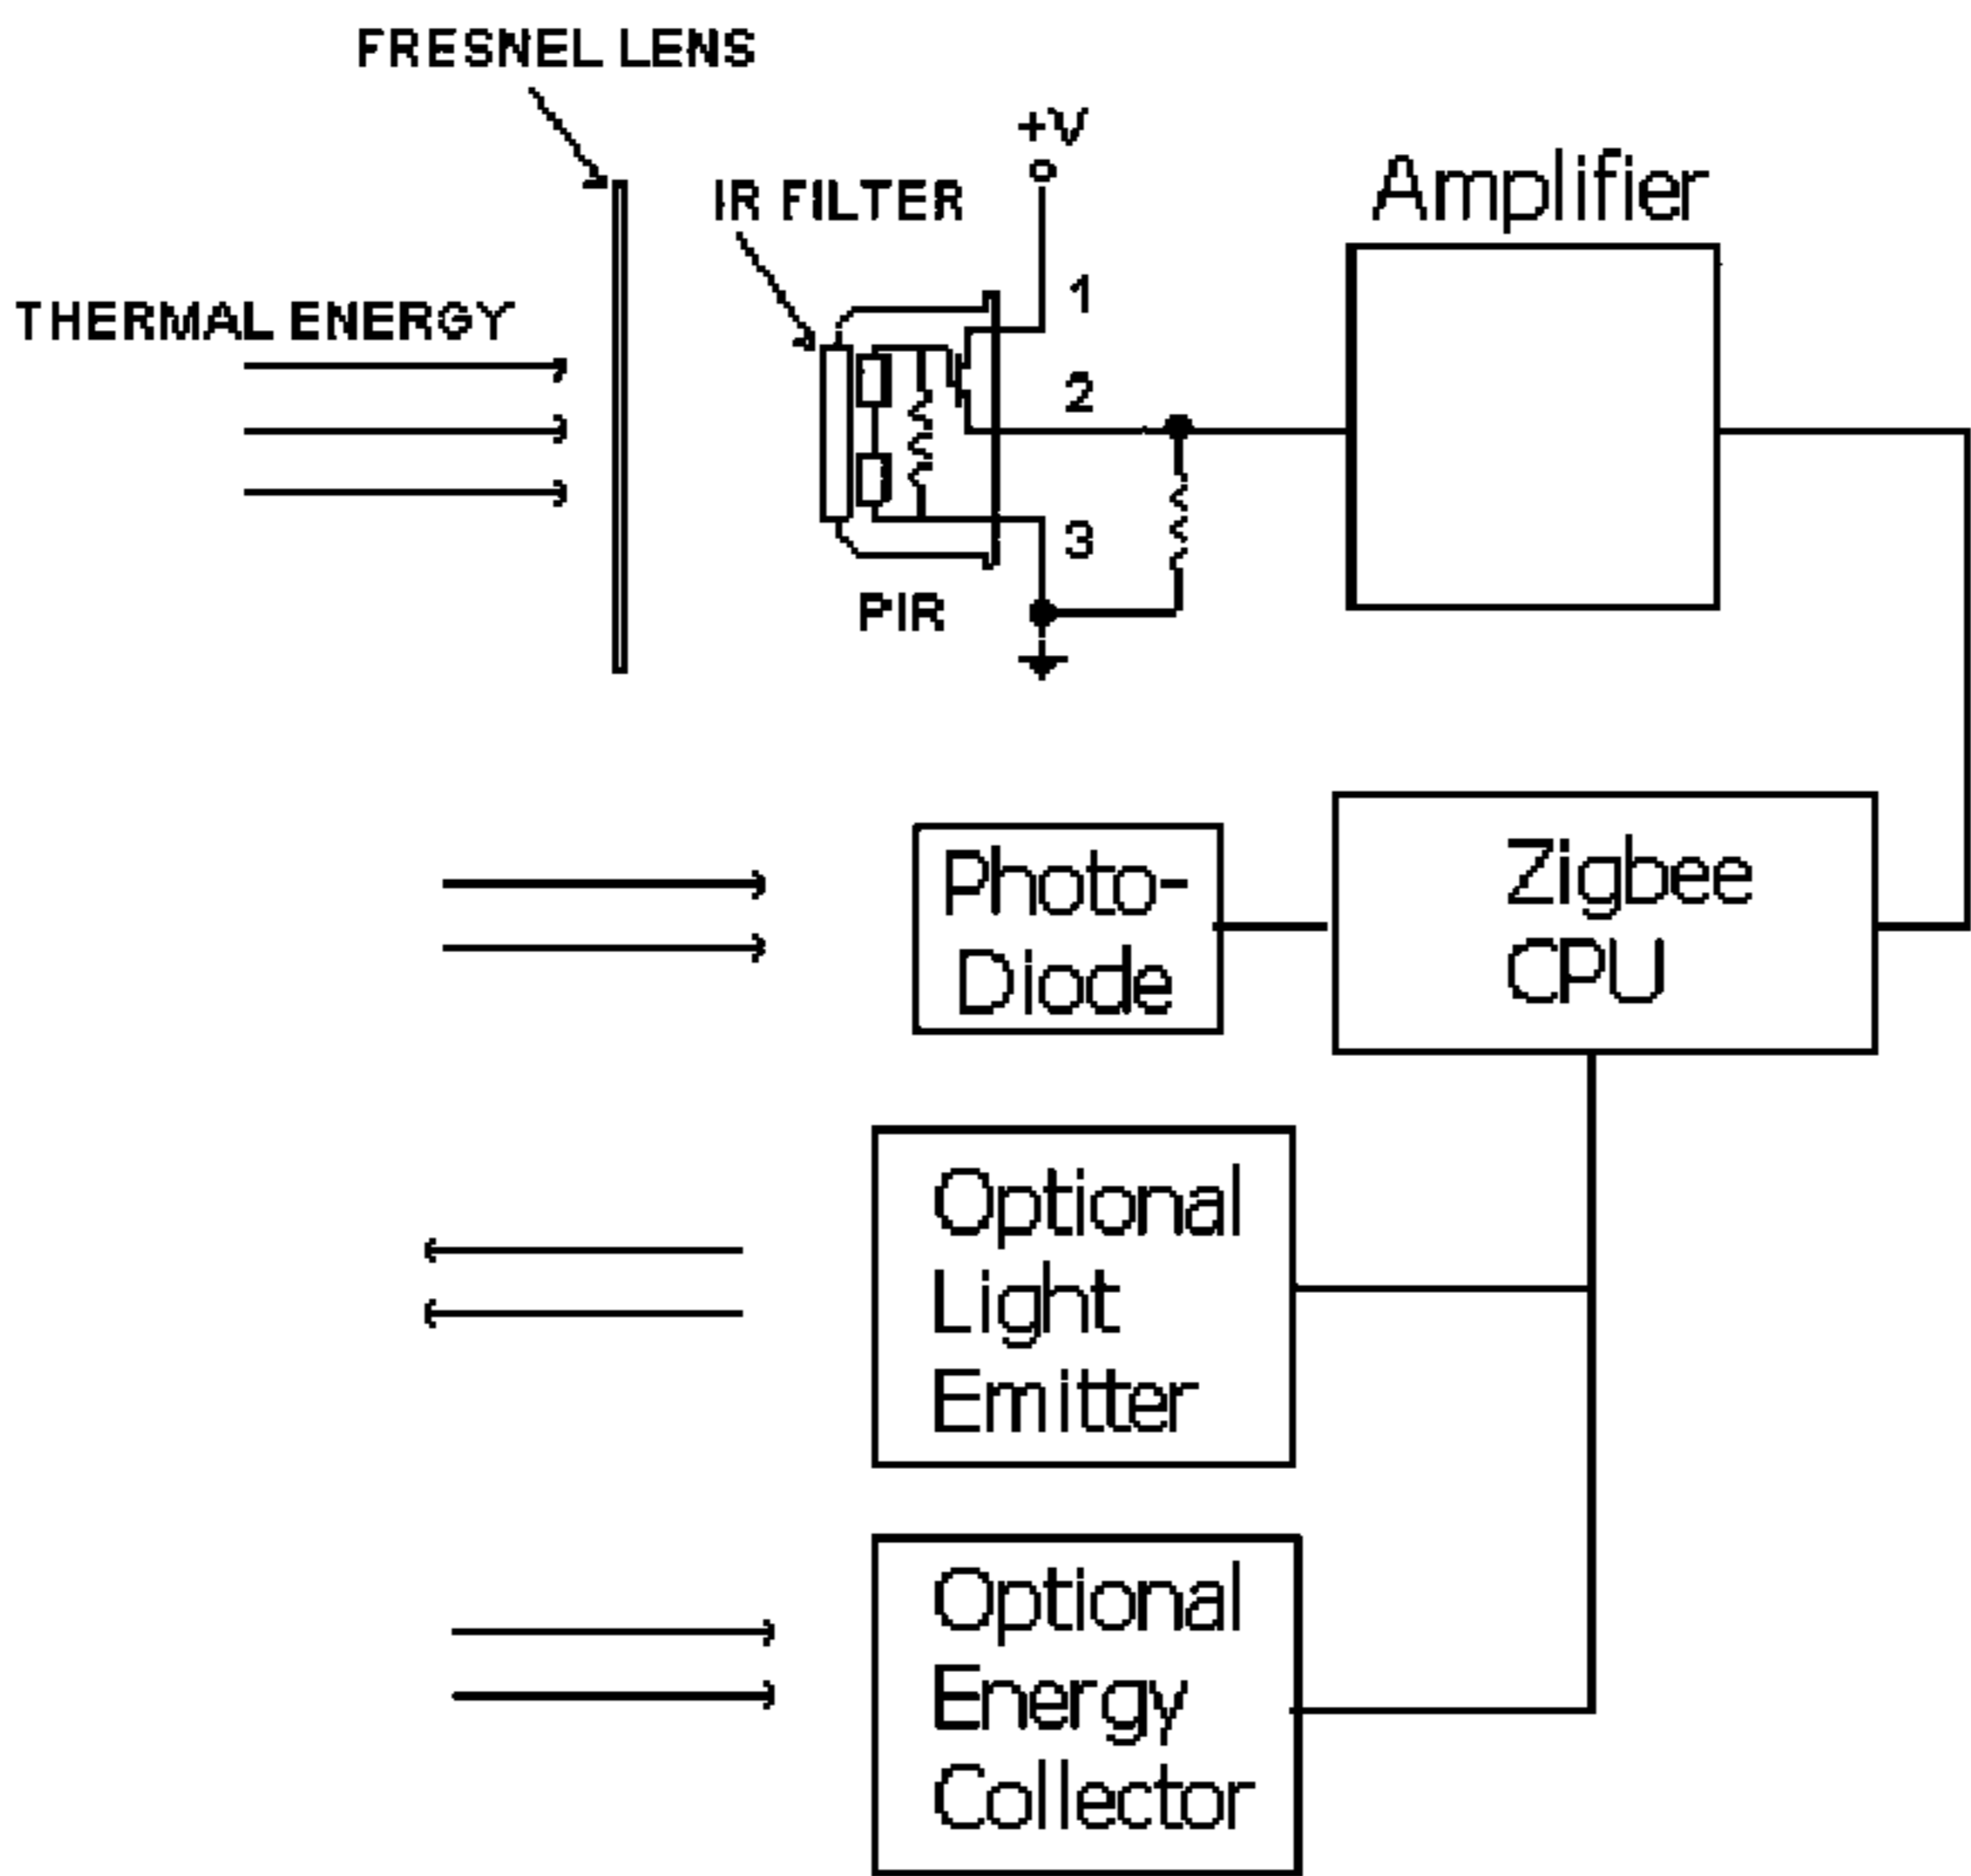 FRESNEL LENS
+V
Amplifier
IR FILTER
THERMAL ENERGY
1
2
3
PIR
Photo-
Diode
Zigbee
CPU
Optional
Light
Emitter
Optional
Energy
Collector